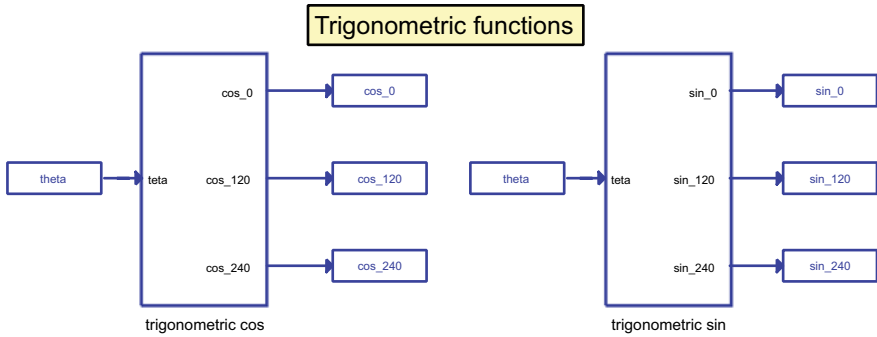 Trigonometric functions
cos_0
cos_0
theta
teta
cos_120
cos_120
cos_240
cos_240
trigonometric cos
sin_0
sin_0
theta
teta
sin_120
sin_120
sin_240
sin_240
trigonometric sin